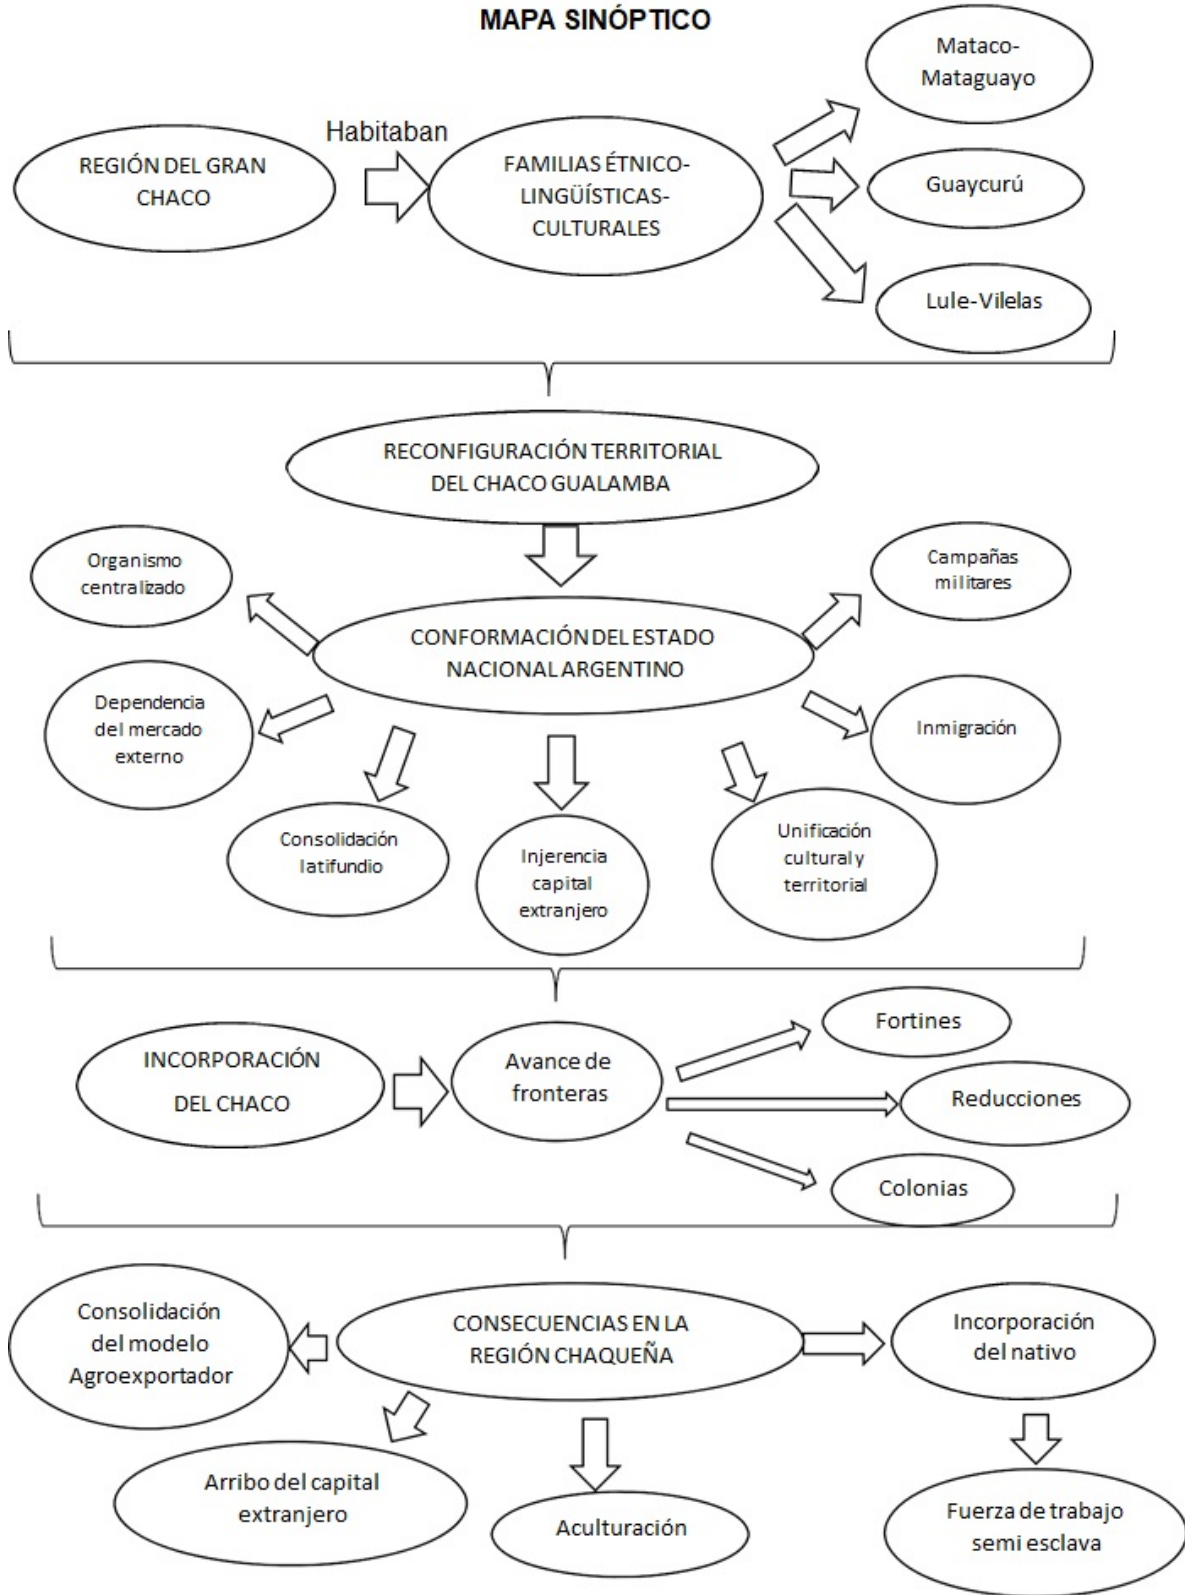 MAPA SINÓPTICO
Mataco-
Mataguayo
Habitaban
REGIÓN DEL GRAN
CHACO
FAMILIAS ÉTNICO-
LINGÜÍSTICAS-
CULTURALES
Guaycurú
Lule-Vilelas
RECONFIGURACIÓN TERRITORIAL
DEL CHACO GUALAMBA
Organismo
centralizado
Campañas
militares
CONFORMACIÓN DEL ESTADO
NACIONAL ARGENTINO
Dependencia
del mercado
externo
Inmigración
Consolidación
latifundio
Injerencia
capital
extranjero
Unificación
cultural y
territorial
Fortines
INCORPORACIÓN
DEL CHACO
Avance de
fronteras
Reducciones
Colonias
Consolidación
del modelo
Agroexportador
CONSECUENCIAS EN LA
REGIÓN CHAQUEÑA
Incorporación
del nativo
Arribo del capital
extranjero
Aculturación
Fuerza de trabajo
semi esclava